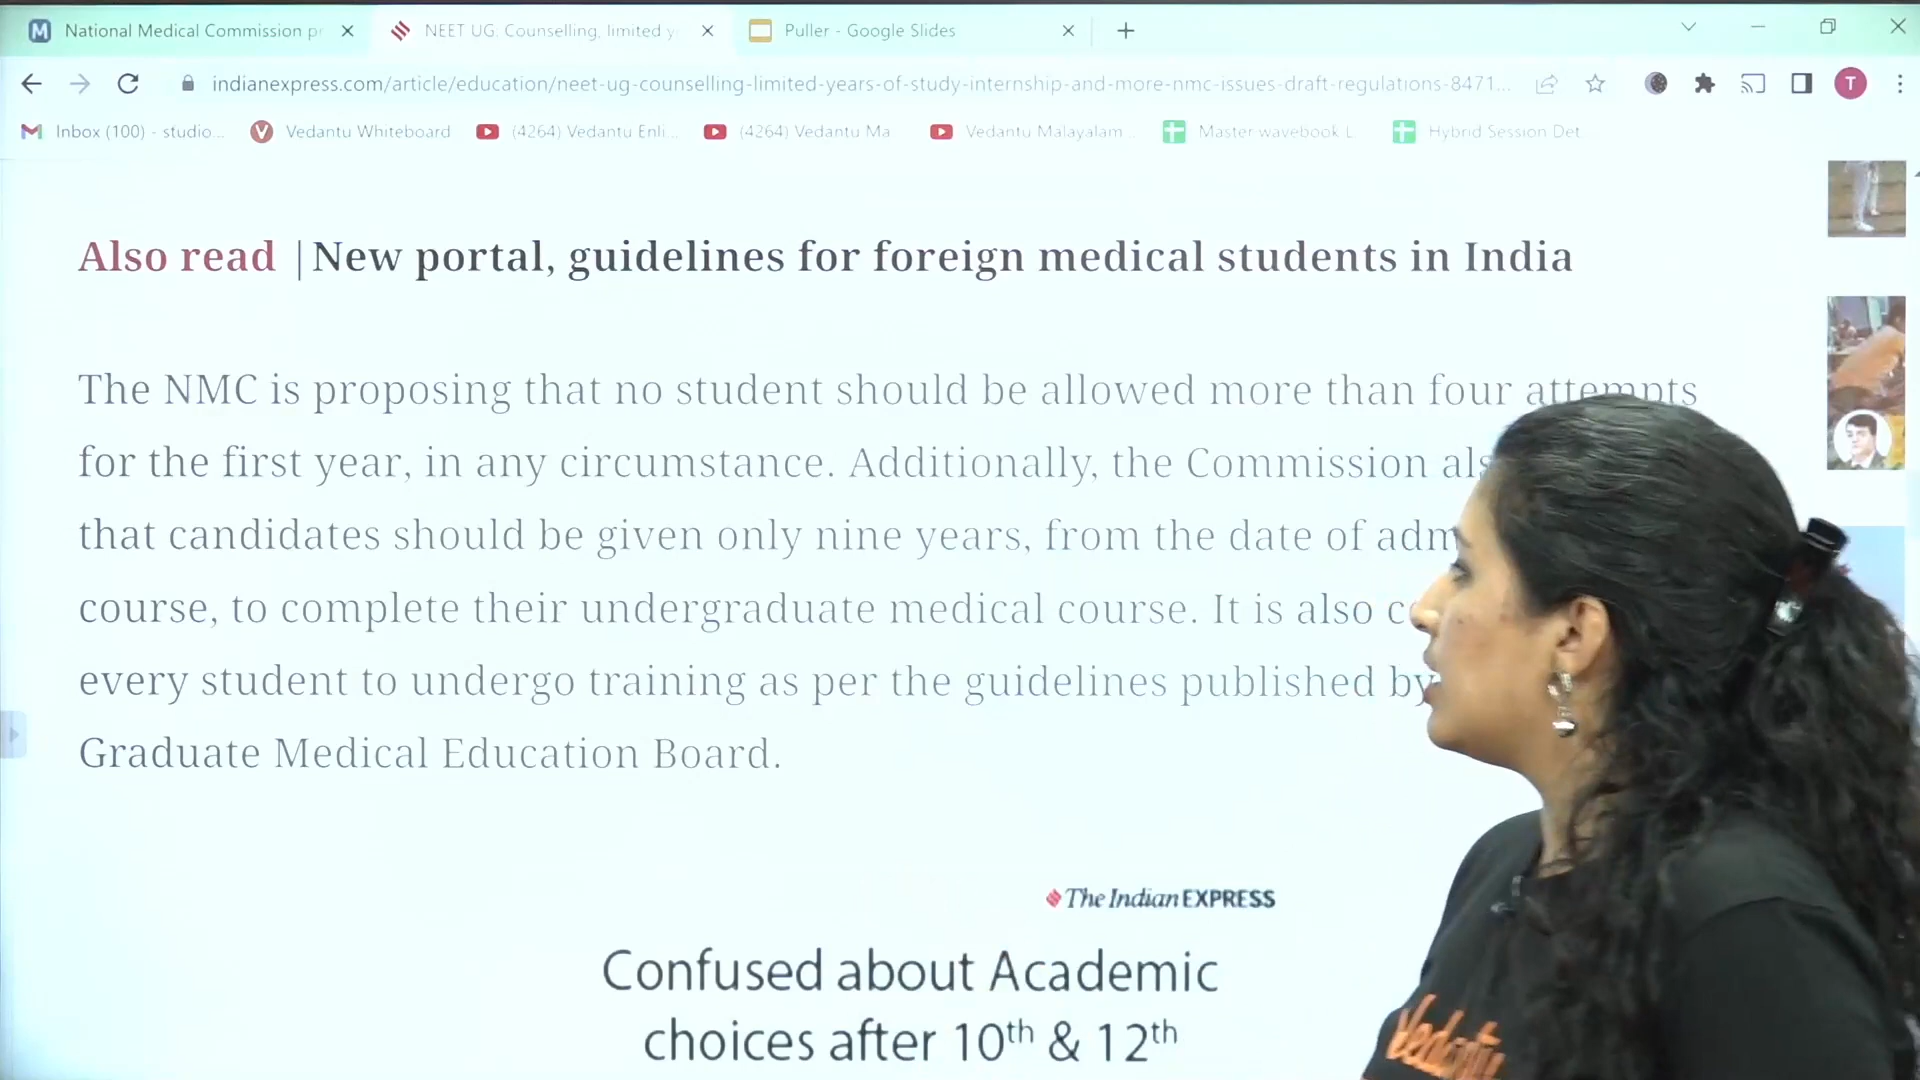 National Medical Commission pr
NEET UG: Counselling, limited y
Puller - Google Slides
indianexpress.com/article/education/neet-ug-counselling-limited-years-of-study-internship-and-more-nmc-issues-draft-regulations-8471...
T
Inbox (100) - studio...
Vedantu Whiteboard
(4264) Vedantu Enli...
(4264) Vedantu Ma
Vedantu Malayalam...
Master wavebook L
Hybrid Session Det
Also read | New portal, guidelines for foreign medical students in India
The NMC is proposing that no student should be allowed more than four attempts
for the first year, in any circumstance. Additionally, the Commission als
that candidates should be given only nine years, from the date of adm
course, to complete their undergraduate medical course. It is also c
every student to undergo training as per the guidelines published by
Graduate Medical Education Board.
The Indian EXPRESS
Confused about Academic
choices after 10th & 12th
Vedantu